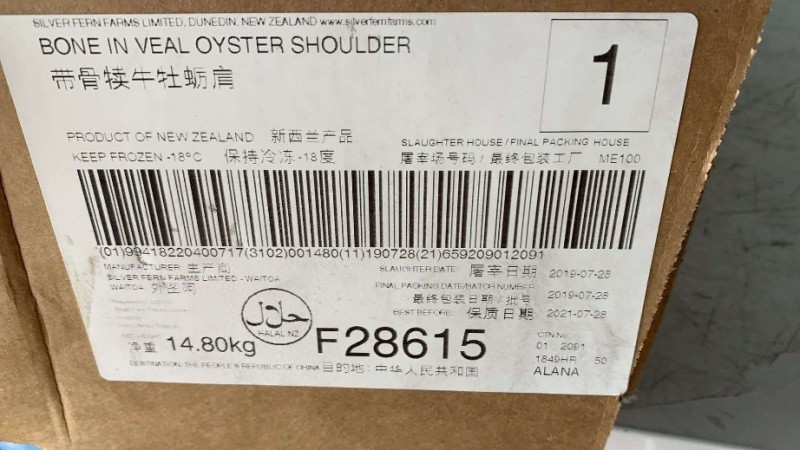 SILVER FERN FARMS LIMITED, DUNEDIN, NEW ZEALAND www.silverfernfarms.com
BONE IN VEAL OYSTER SHOULDER
带骨犊牛牡蛎肩
1
PRODUCT OF NEW ZEALAND 新西兰产品
KEEP FROZEN -18°C 保持冷冻 -18度
SLAUGHTER HOUSE / FINAL PACKING HOUSE
屠宰场号码 / 最终包装工厂 ME100
(01)99418220400717(3102)001480(11)190728(21)659209012091
MANUFACTURER 生产商
SILVER FERN FARMS LIMITED - WAITOA
WAITOA
SLAUGHTER DATE: 屠宰日期 2019-07-28
FINAL PACKING DATE/BATCH NUMBER
最终包装日期 / 批号 2019-07-28
BEST BEFORE: 保质日期 2021-07-28
حلال
HALAL NZ
净重 14.80kg
F28615
CTN No
01 2091
1849HR 50
ALANA
DESTINATION: THE PEOPLE'S REPUBLIC OF CHINA 目的地: 中华人民共和国